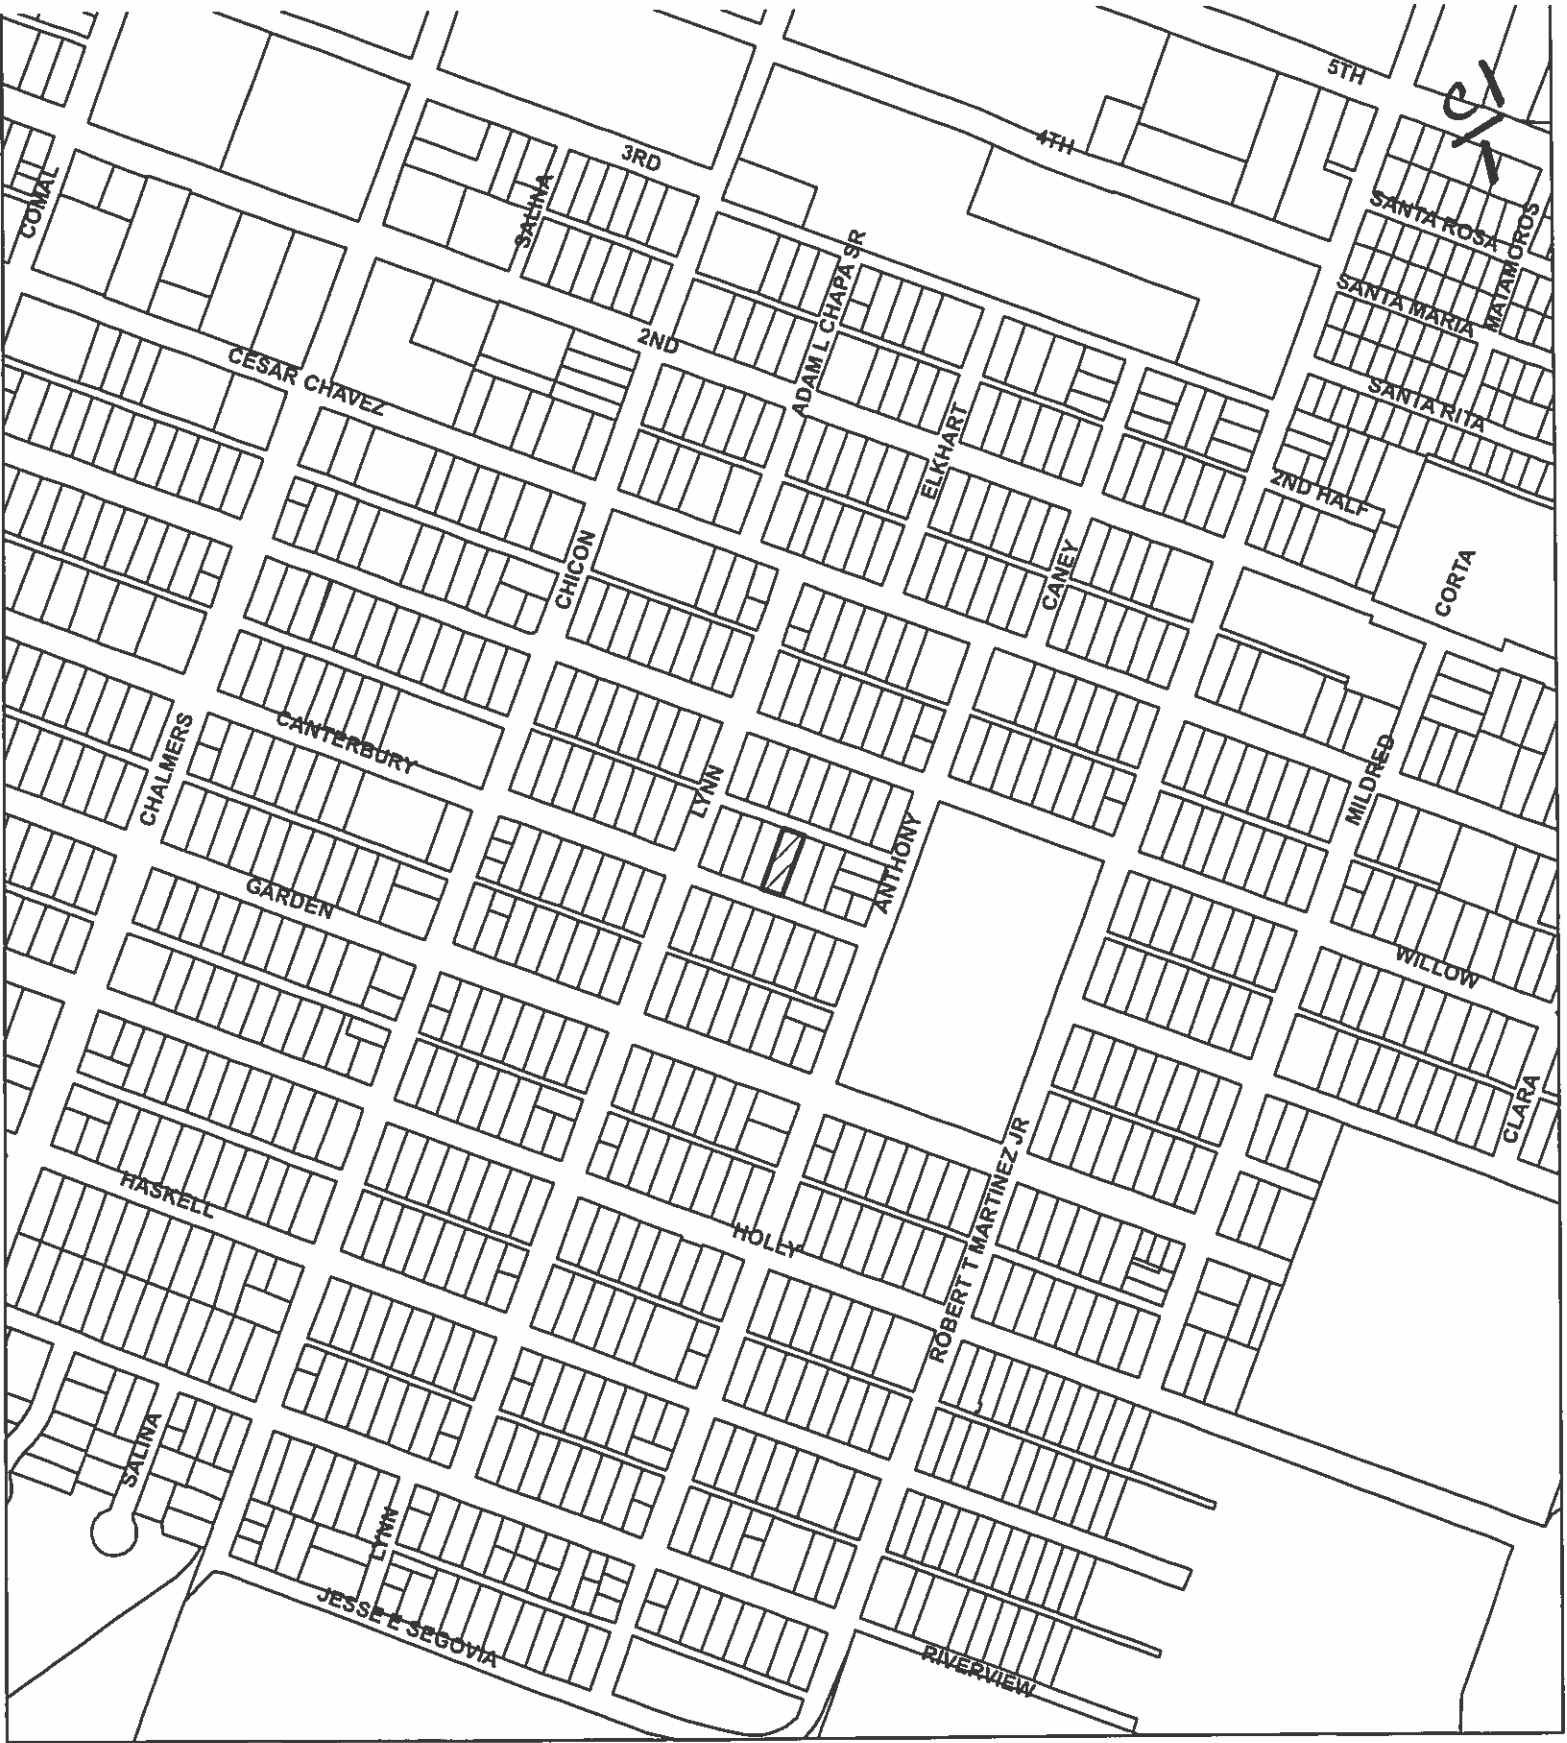 5TH
4TH
3RD
COMAL
SALINA
SANTA ROSA
MATAMOROS
ADAM L CHAPA SR
SANTA MARIA
2ND
CESAR CHAVEZ
SANTA RITA
ELKHART
2ND HALF
CHICON
CANEY
CORTA
CANTERBURY
CHALMERS
LYNN
MILDRED
ANTHONY
GARDEN
WILLOW
CLARA
HASKELL
HOLLY
ROBERT T MARTINEZ JR
SALINA
LYNN
JESSE E SEGOVIA
RIVERVIEW